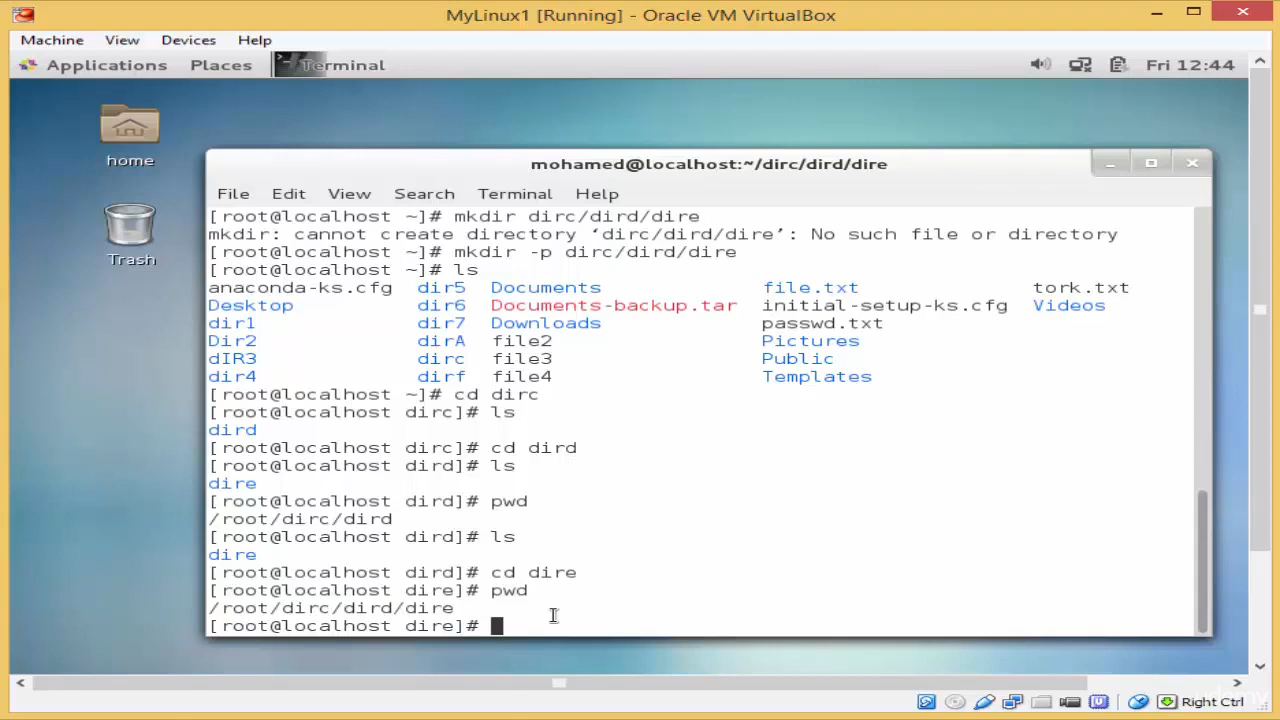 MyLinux1 [Running] - Oracle VM VirtualBox
Machine View Devices Help
Applications Places Terminal Fri 12:44
home
Trash
mohamed@localhost:~/dirc/dird/dire
File Edit View Search Terminal Help
[root@localhost ~]# mkdir dirc/dird/dire
mkdir: cannot create directory ‘dirc/dird/dire’: No such file or directory
[root@localhost ~]# mkdir -p dirc/dird/dire
[root@localhost ~]# ls
anaconda-ks.cfg dir5 Documents file.txt tork.txt
Desktop dir6 Documents-backup.tar initial-setup-ks.cfg Videos
dir1 dir7 Downloads passwd.txt
Dir2 dirA file2 Pictures
dIR3 dirc file3 Public
dir4 dirf file4 Templates
[root@localhost ~]# cd dirc
[root@localhost dirc]# ls
dird
[root@localhost dirc]# cd dird
[root@localhost dird]# ls
dire
[root@localhost dird]# pwd
/root/dirc/dird
[root@localhost dird]# ls
dire
[root@localhost dird]# cd dire
[root@localhost dire]# pwd
/root/dirc/dird/dire
[root@localhost dire]#
Right Ctrl
udemy